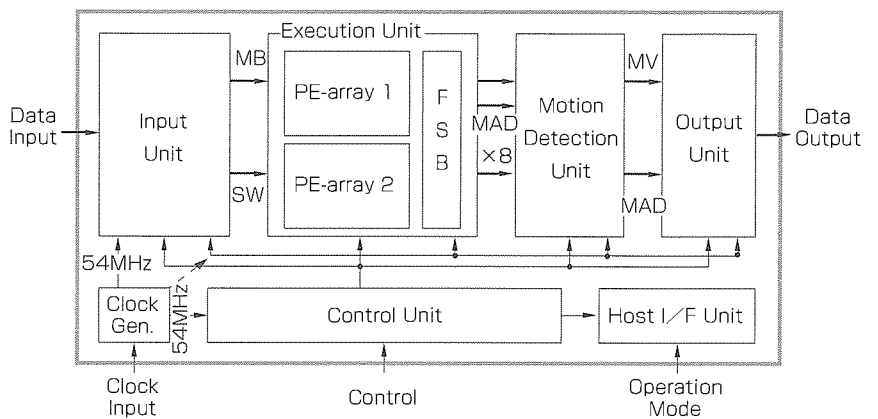 Execution Unit
MB
PE-array 1
F
S
B
MV
Data
Input
Input
Unit
MAD
×8
Motion
Detection
Unit
Output
Unit
Data
Output
SW
PE-array 2
MAD
54MHz
54MHz
Clock
Gen.
Control Unit
Host I/F Unit
Clock
Input
Control
Operation
Mode